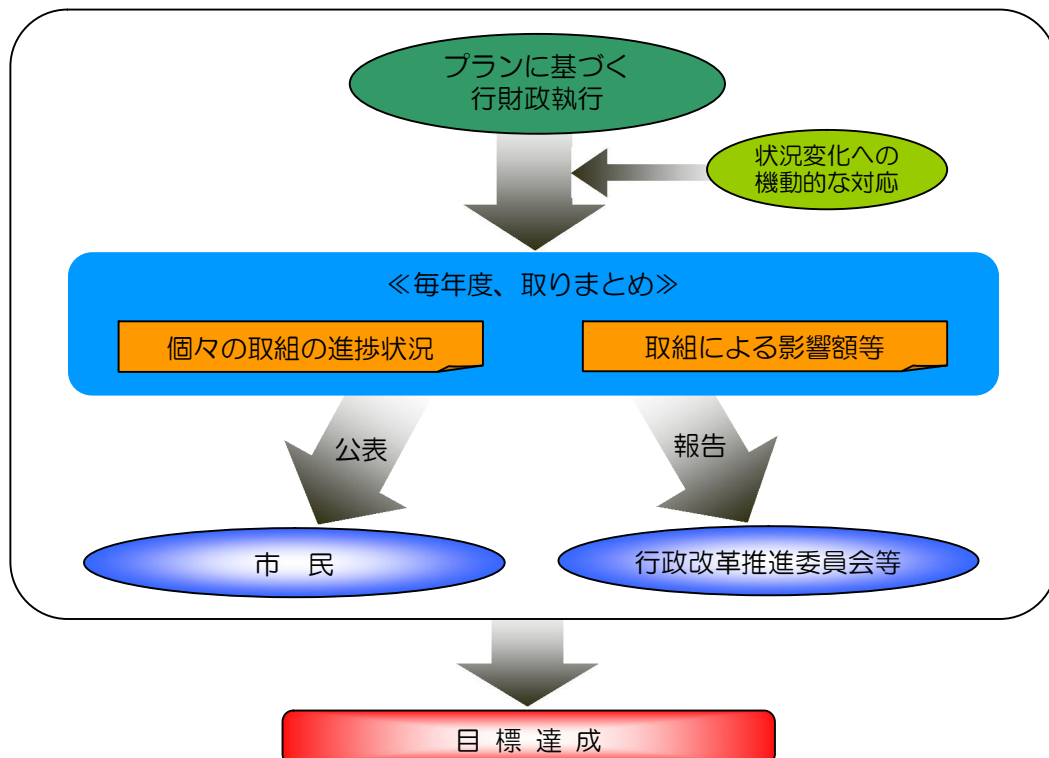 プランに基づく
行財政執行
状況変化への
機動的な対応
≪毎年度、取りまとめ≫
個々の取組の進捗状況
取組による影響額等
公表
報告
市　民
行政改革推進委員会等
目 標 達 成